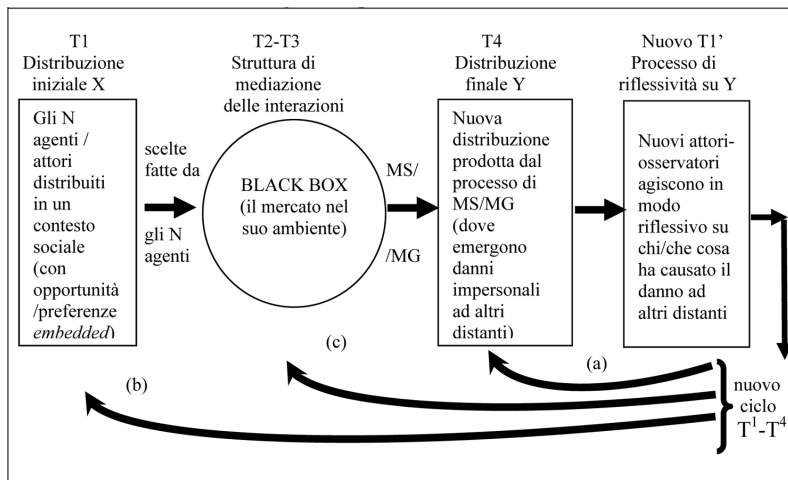 T1
Distribuzione
iniziale X
Gli N
agenti /
attori
distribuiti
in un
contesto
sociale
(con
opportunità
/preferenze
embedded)
scelte
fatte da
gli N
agenti
T2-T3
Struttura di
mediazione
delle interazioni
BLACK BOX
(il mercato nel
suo ambiente)
MS/
/MG
T4
Distribuzione
finale Y
Nuova
distribuzione
prodotta dal
processo di
MS/MG
(dove
emergono
danni
impersonali
ad altri
distanti)
Nuovo T1’
Processo di
riflessività su Y
Nuovi attori-
osservatori
agiscono in
modo
riflessivo su
chi/che cosa
ha causato il
danno ad
altri distanti
(c)
(a)
(b)
nuovo
ciclo
T¹-T⁴